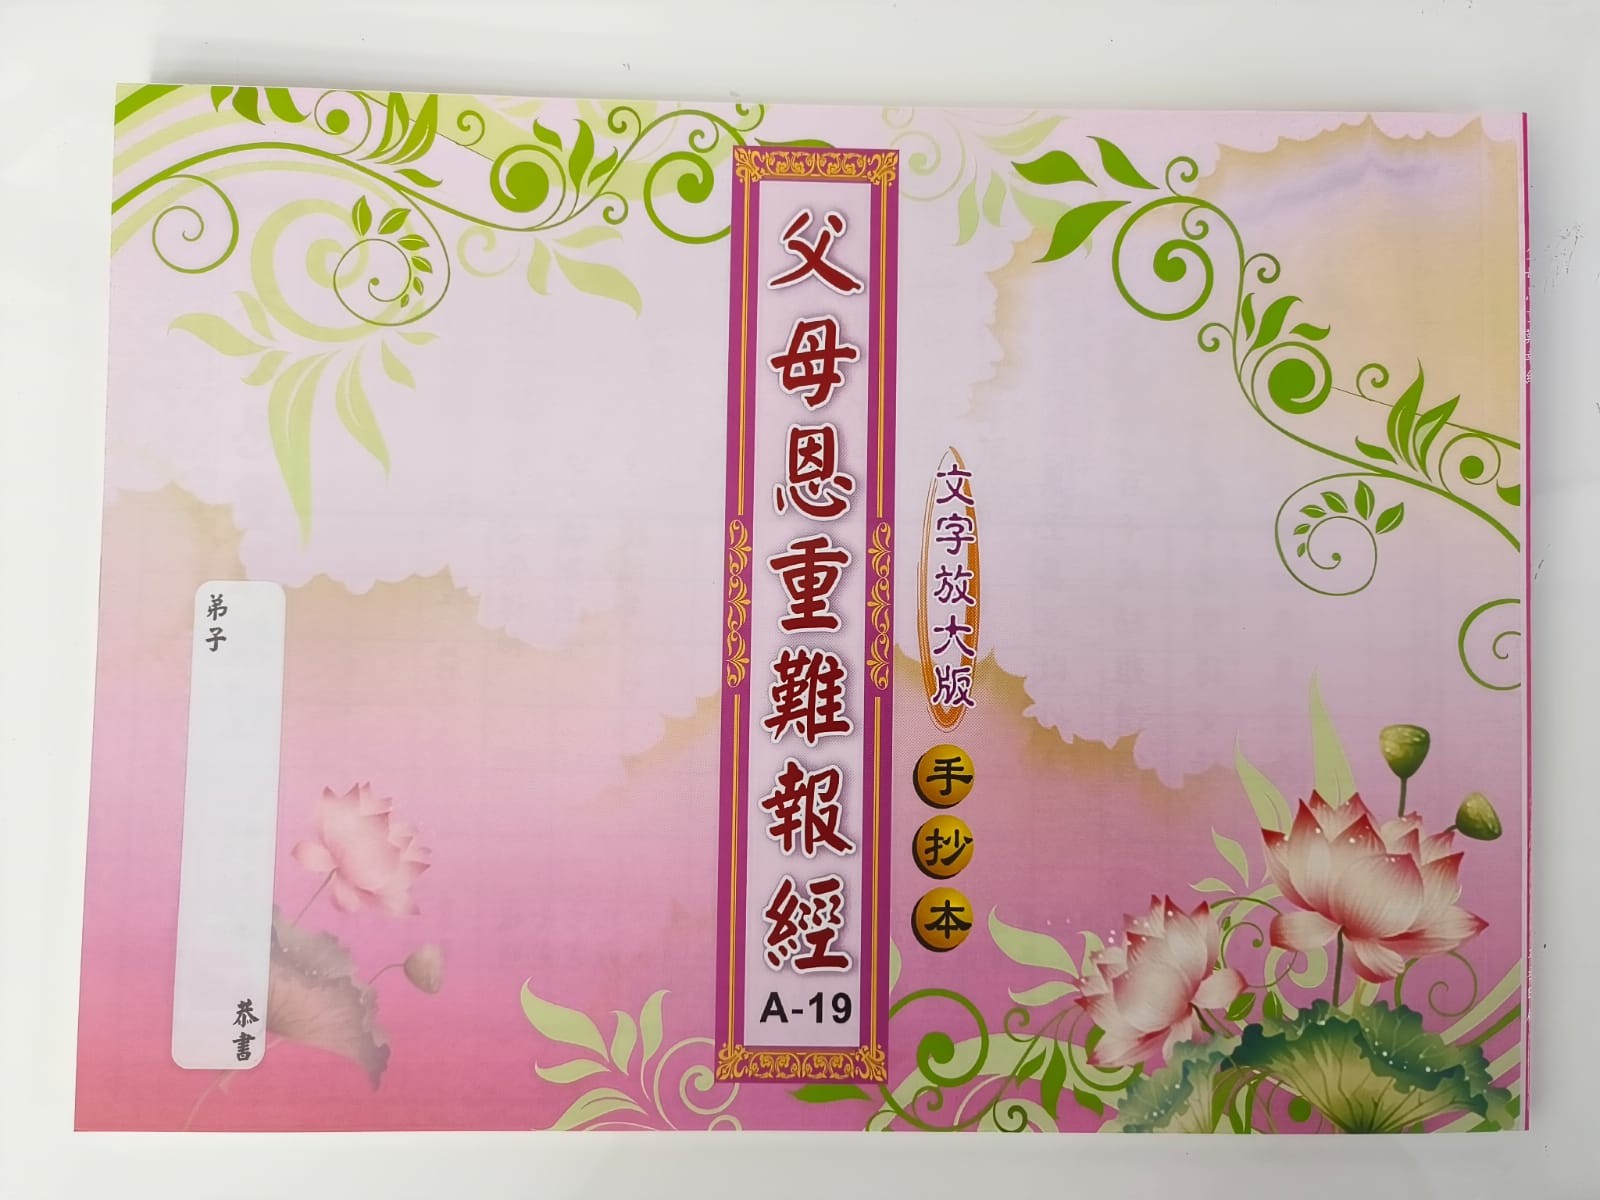 父母恩重難報經
A-19
文字放大版
手抄本
弟子
恭書